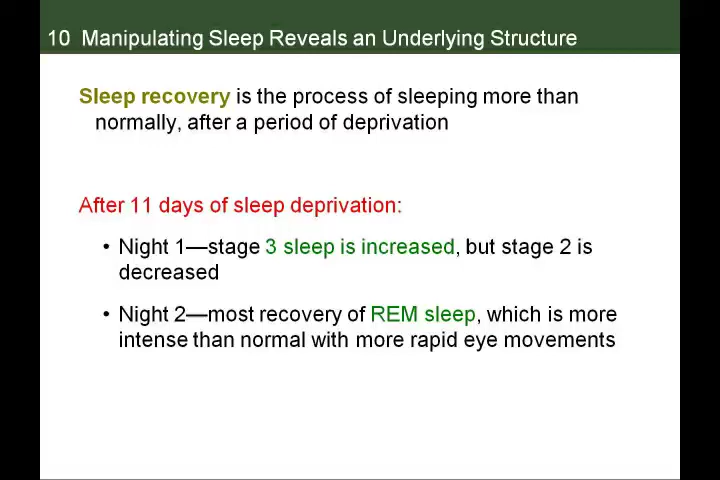 10 Manipulating Sleep Reveals an Underlying Structure
Sleep recovery is the process of sleeping more than
normally, after a period of deprivation
After 11 days of sleep deprivation:
• Night 1—stage 3 sleep is increased, but stage 2 is
decreased
• Night 2—most recovery of REM sleep, which is more
intense than normal with more rapid eye movements